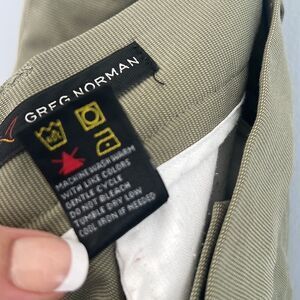 GREG NORMAN
MACHINE WASH WARM
WITH LIKE COLORS
GENTLE CYCLE
DO NOT BLEACH
TUMBLE DRY LOW
COOL IRON IF NEEDED